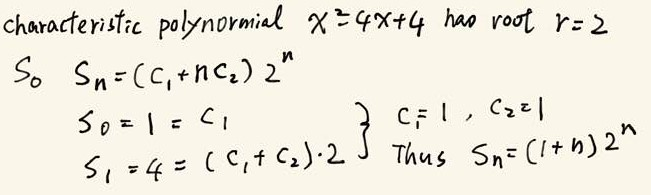 characteristic polynormial x²-4x+4 has root r=2
So Sn=(C₁+nC₂)2ⁿ
S₀=1=C₁ } C₁=1, C₂=1
S₁=4=(C₁+C₂)·2 Thus Sn=(1+n)2ⁿ